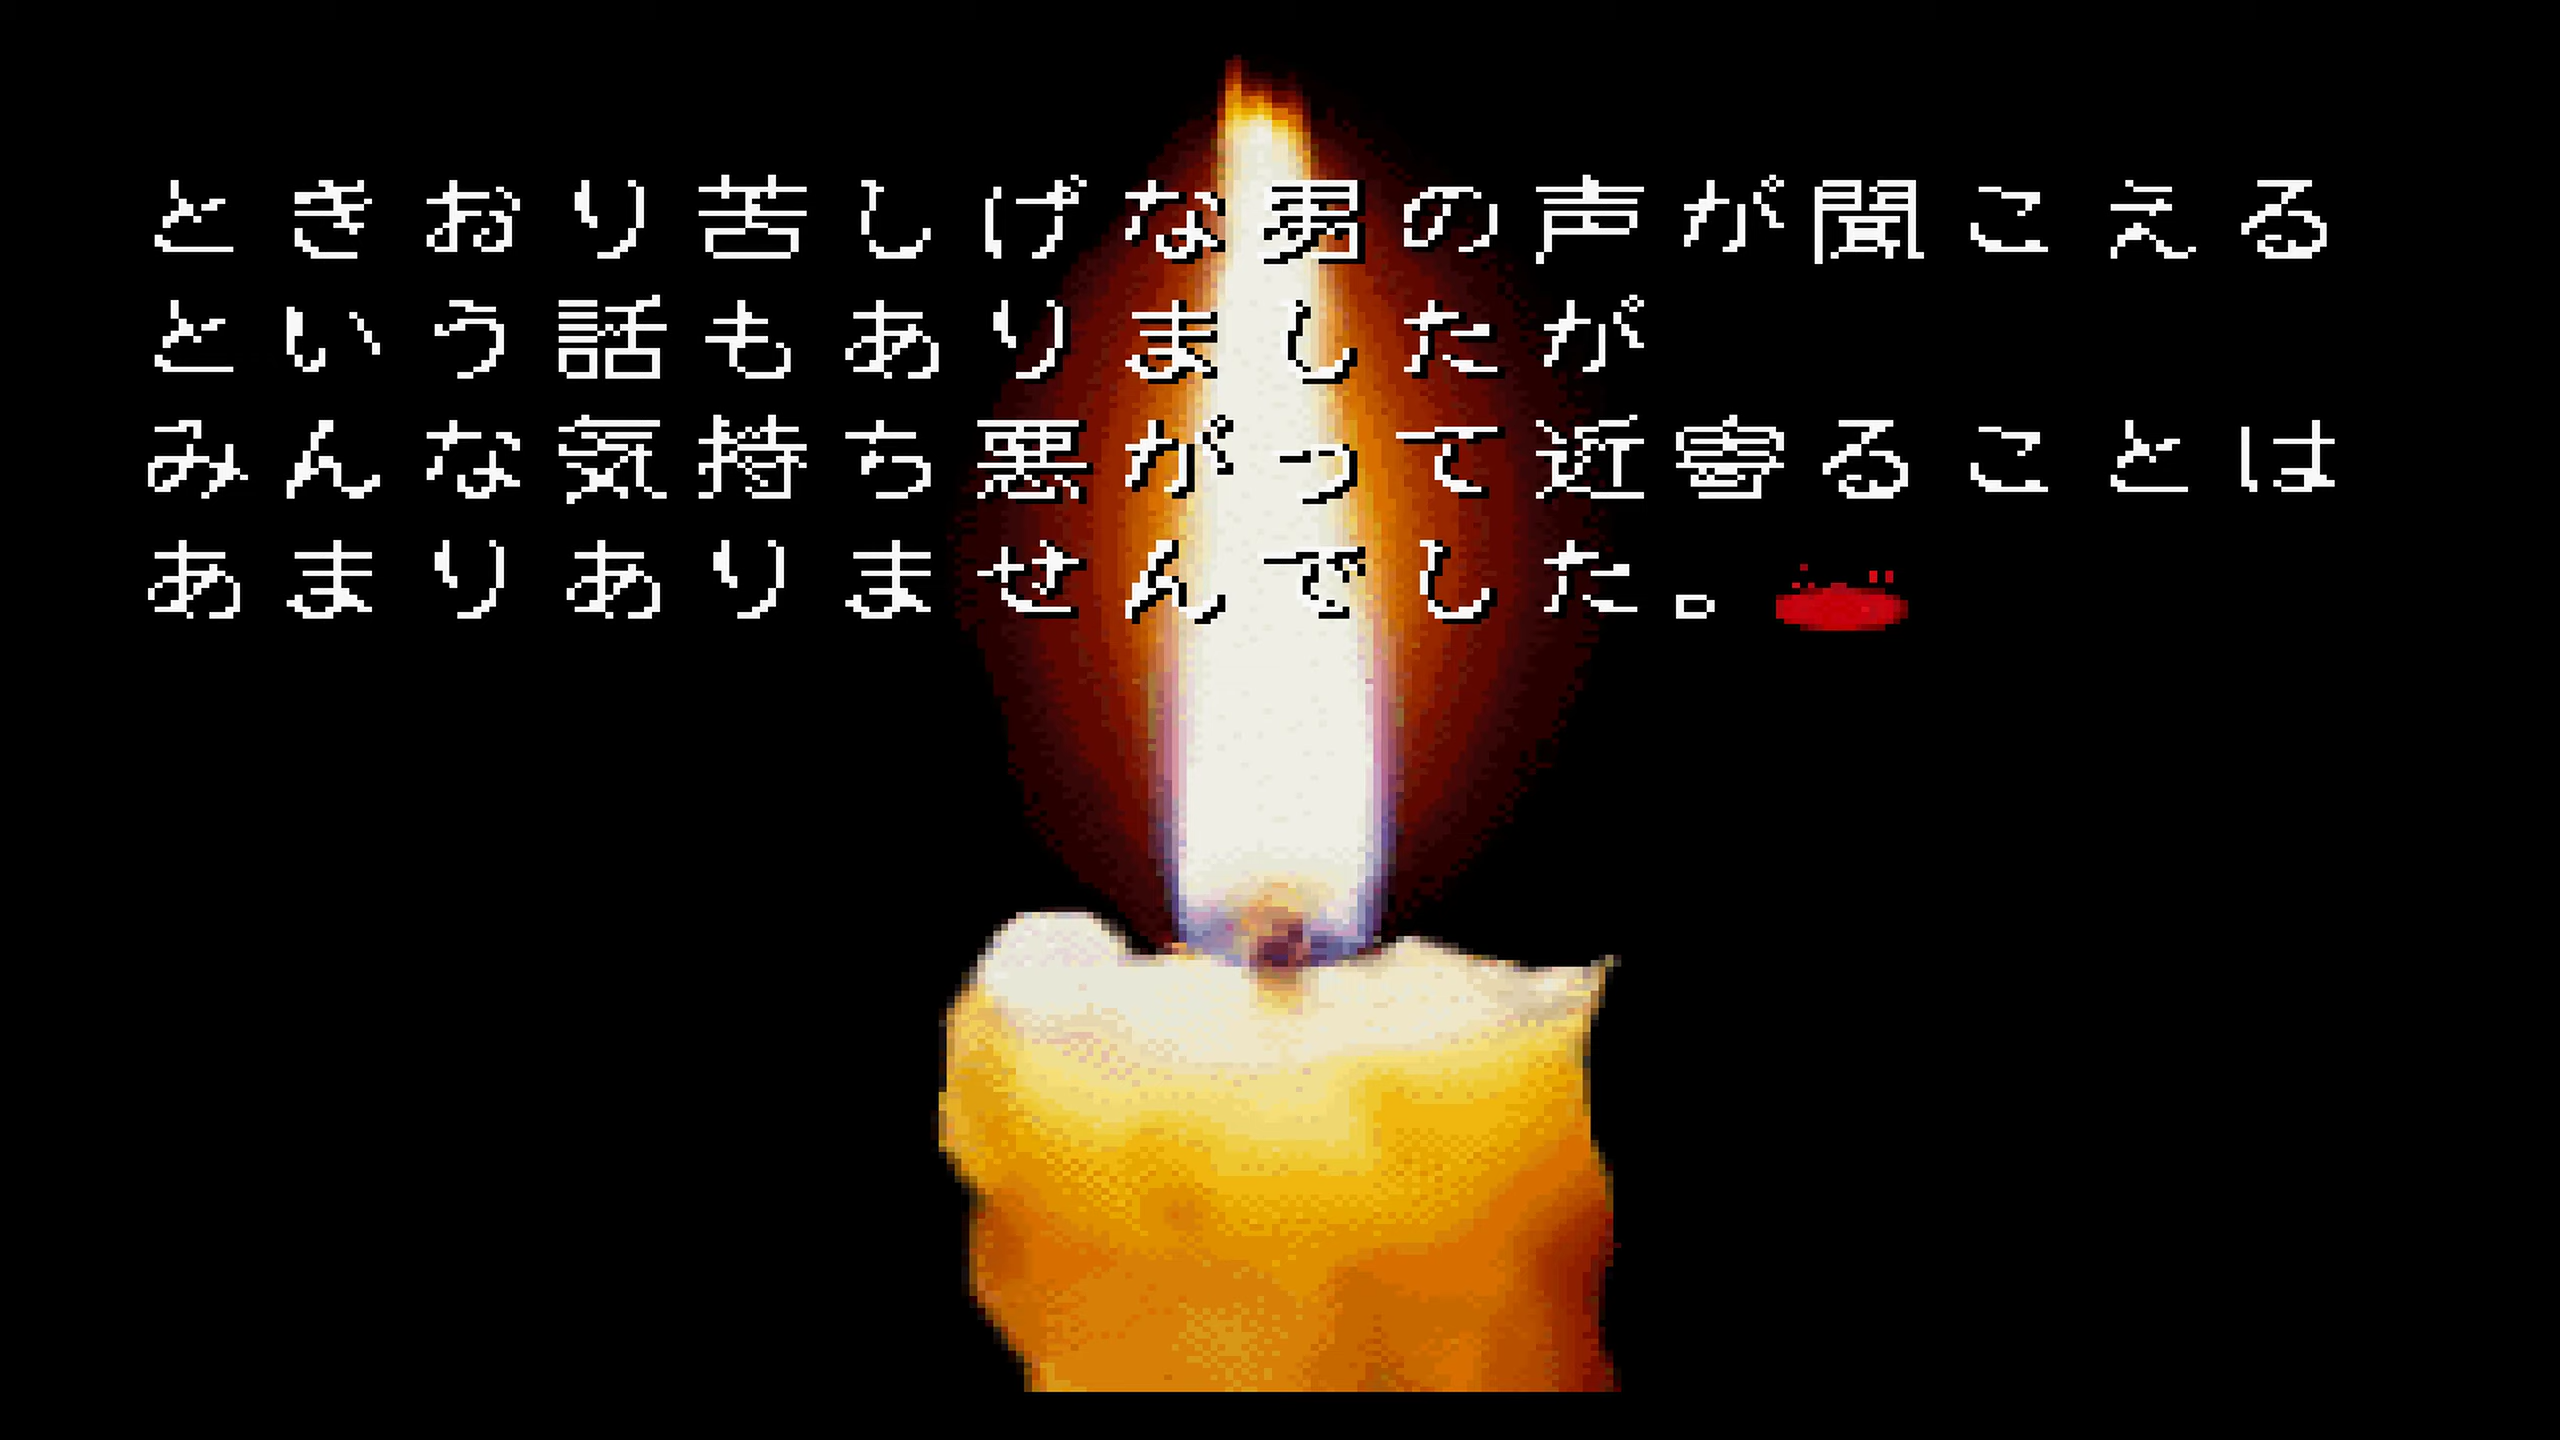 ときおり苦しげな男の声が聞こえる
という話もありましたが
みんな気持ち悪がって近寄ることは
あまりありませんでした。